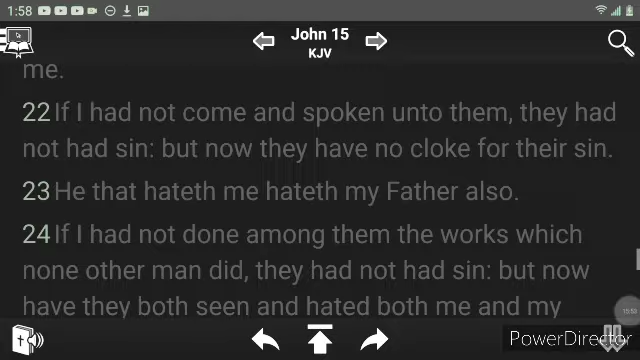 1:58
John 15
KJV
me.
22 If I had not come and spoken unto them, they had
not had sin: but now they have no cloke for their sin.
23 He that hateth me hateth my Father also.
24 If I had not done among them the works which
none other man did, they had not had sin: but now
have they both seen and hated both me and my
15:53
PowerDirector